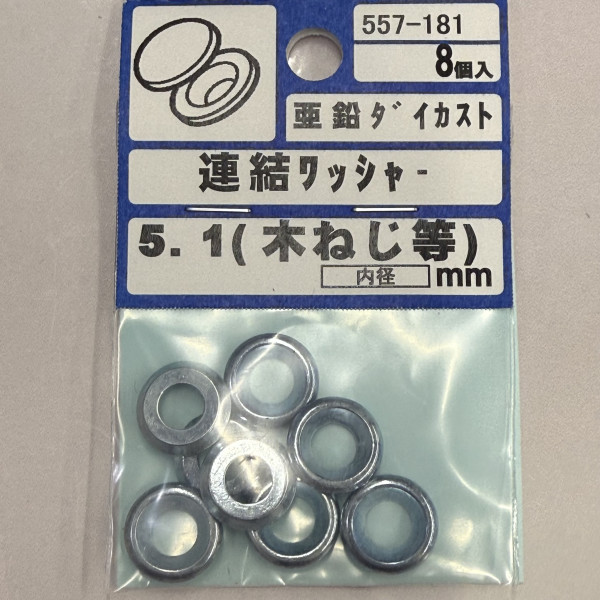 557-181
8個入
亜鉛ﾀﾞｲｶｽﾄ
連結ﾜｯｼｬｰ
5.1(木ねじ等)
内径 mm